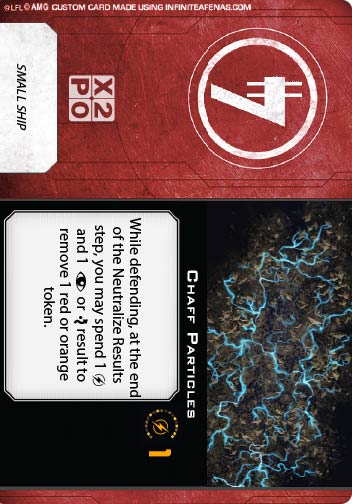 ©LFL ©AMG CUSTOM CARD MADE USING INFINITEAFENAS.COM
SMALL SHIP
X2
PO
Chaff Particles
While defending, at the end
of the Neutralize Results
step, you may spend 1
and 1 or result to
remove 1 red or orange
token.
1